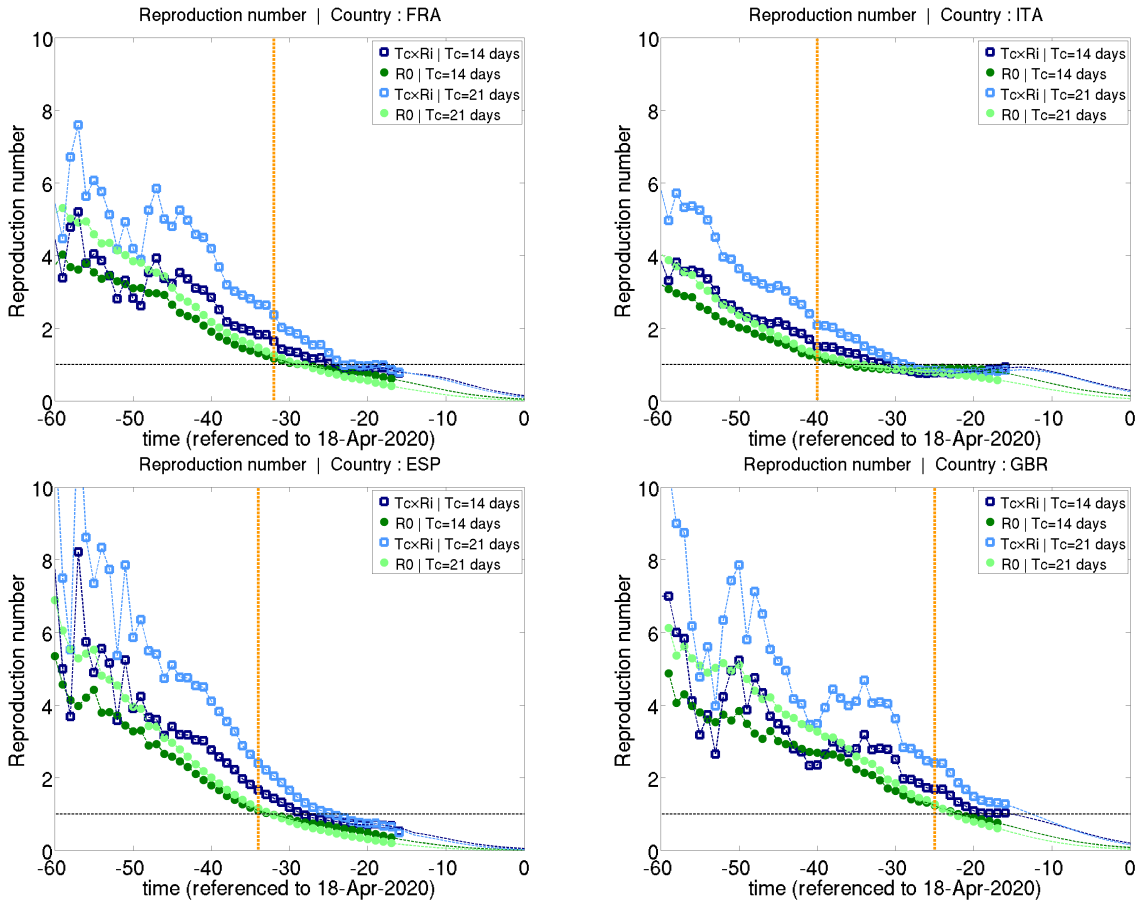 Reproduction number | Country : FRA
10
8
6
4
2
0
Reproduction number
Tc×Ri | Tc=14 days
R0 | Tc=14 days
Tc×Ri | Tc=21 days
R0 | Tc=21 days
-60 -50 -40 -30 -20 -10 0
time (referenced to 18-Apr-2020)
Reproduction number | Country : ITA
10
8
6
4
2
0
Reproduction number
Tc×Ri | Tc=14 days
R0 | Tc=14 days
Tc×Ri | Tc=21 days
R0 | Tc=21 days
-60 -50 -40 -30 -20 -10 0
time (referenced to 18-Apr-2020)
Reproduction number | Country : ESP
10
8
6
4
2
0
Reproduction number
Tc×Ri | Tc=14 days
R0 | Tc=14 days
Tc×Ri | Tc=21 days
R0 | Tc=21 days
-60 -50 -40 -30 -20 -10 0
time (referenced to 18-Apr-2020)
Reproduction number | Country : GBR
10
8
6
4
2
0
Reproduction number
Tc×Ri | Tc=14 days
R0 | Tc=14 days
Tc×Ri | Tc=21 days
R0 | Tc=21 days
-60 -50 -40 -30 -20 -10 0
time (referenced to 18-Apr-2020)